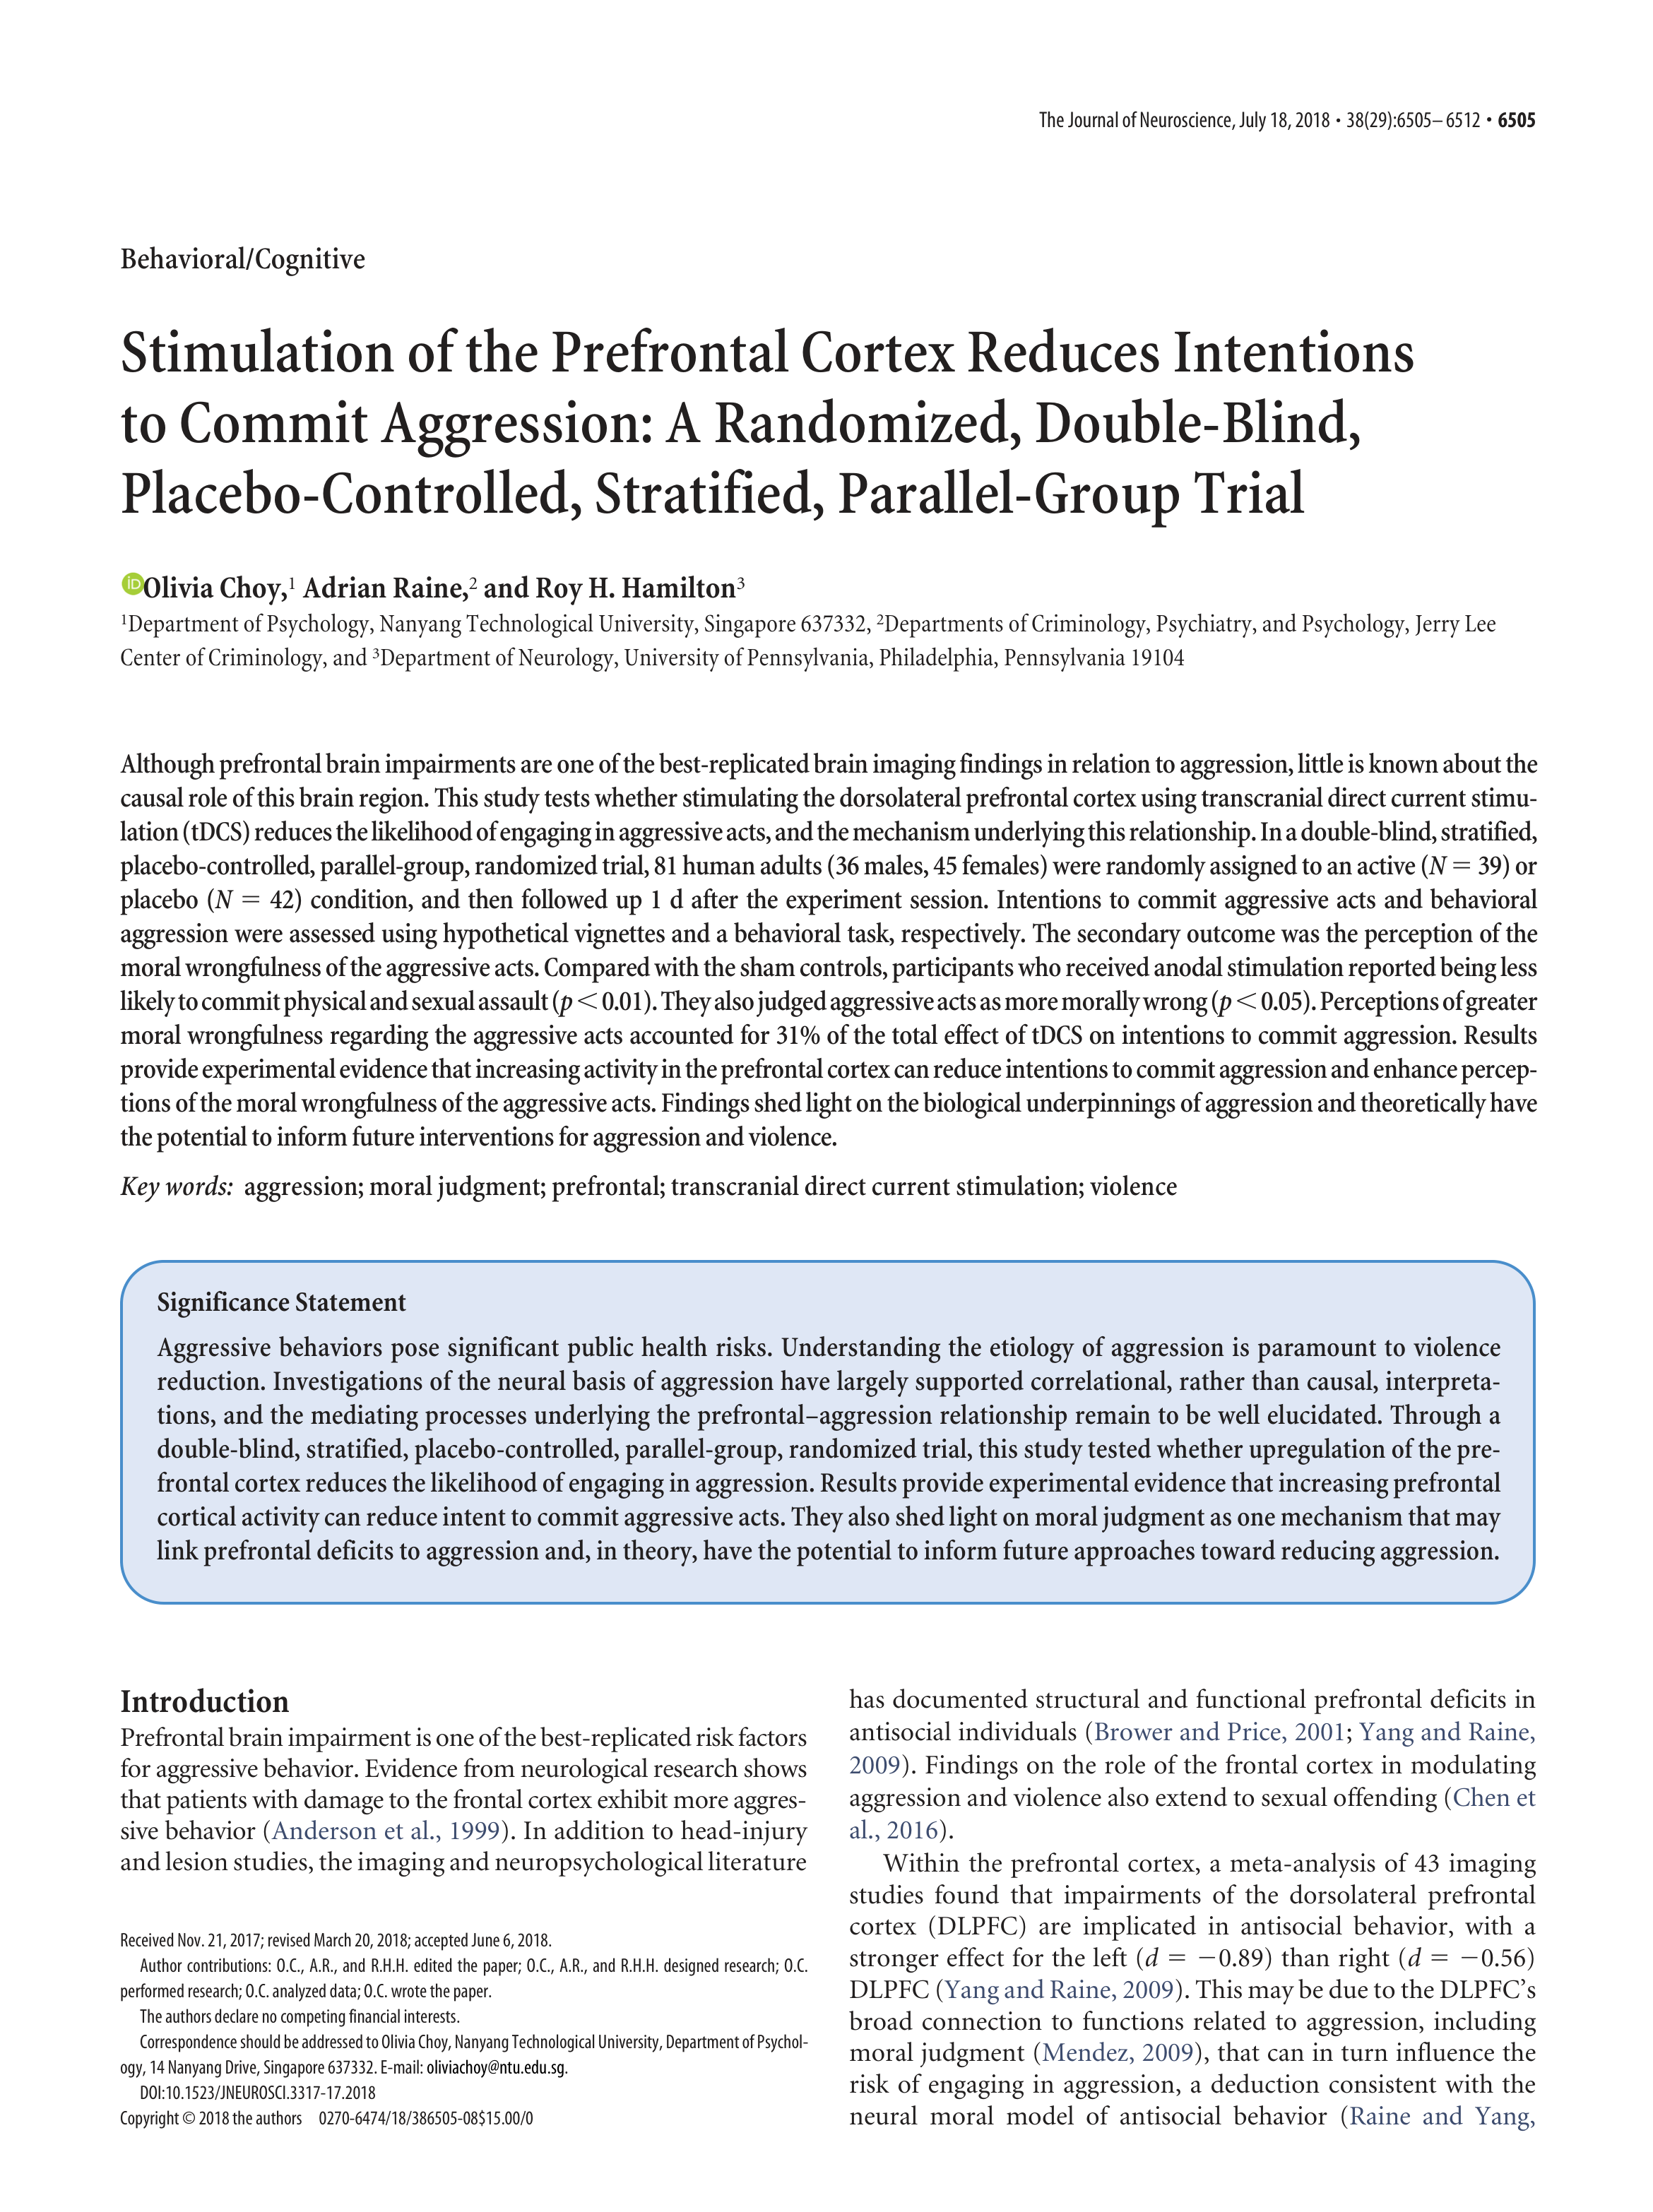 The Journal of Neuroscience, July 18, 2018 • 38(29):6505–6512 • 6505
Behavioral/Cognitive
Stimulation of the Prefrontal Cortex Reduces Intentions
to Commit Aggression: A Randomized, Double-Blind,
Placebo-Controlled, Stratified, Parallel-Group Trial
iD Olivia Choy,1 Adrian Raine,2 and Roy H. Hamilton3
1Department of Psychology, Nanyang Technological University, Singapore 637332, 2Departments of Criminology, Psychiatry, and Psychology, Jerry Lee
Center of Criminology, and 3Department of Neurology, University of Pennsylvania, Philadelphia, Pennsylvania 19104
Although prefrontal brain impairments are one of the best-replicated brain imaging findings in relation to aggression, little is known about the
causal role of this brain region. This study tests whether stimulating the dorsolateral prefrontal cortex using transcranial direct current stimu-
lation (tDCS) reduces the likelihood of engaging in aggressive acts, and the mechanism underlying this relationship. In a double-blind, stratified,
placebo-controlled, parallel-group, randomized trial, 81 human adults (36 males, 45 females) were randomly assigned to an active (N = 39) or
placebo (N = 42) condition, and then followed up 1 d after the experiment session. Intentions to commit aggressive acts and behavioral
aggression were assessed using hypothetical vignettes and a behavioral task, respectively. The secondary outcome was the perception of the
moral wrongfulness of the aggressive acts. Compared with the sham controls, participants who received anodal stimulation reported being less
likely to commit physical and sexual assault (p < 0.01). They also judged aggressive acts as more morally wrong (p < 0.05). Perceptions of greater
moral wrongfulness regarding the aggressive acts accounted for 31% of the total effect of tDCS on intentions to commit aggression. Results
provide experimental evidence that increasing activity in the prefrontal cortex can reduce intentions to commit aggression and enhance percep-
tions of the moral wrongfulness of the aggressive acts. Findings shed light on the biological underpinnings of aggression and theoretically have
the potential to inform future interventions for aggression and violence.
Key words: aggression; moral judgment; prefrontal; transcranial direct current stimulation; violence
Significance Statement
Aggressive behaviors pose significant public health risks. Understanding the etiology of aggression is paramount to violence
reduction. Investigations of the neural basis of aggression have largely supported correlational, rather than causal, interpreta-
tions, and the mediating processes underlying the prefrontal–aggression relationship remain to be well elucidated. Through a
double-blind, stratified, placebo-controlled, parallel-group, randomized trial, this study tested whether upregulation of the pre-
frontal cortex reduces the likelihood of engaging in aggression. Results provide experimental evidence that increasing prefrontal
cortical activity can reduce intent to commit aggressive acts. They also shed light on moral judgment as one mechanism that may
link prefrontal deficits to aggression and, in theory, have the potential to inform future approaches toward reducing aggression.
Introduction
Prefrontal brain impairment is one of the best-replicated risk factors
for aggressive behavior. Evidence from neurological research shows
that patients with damage to the frontal cortex exhibit more aggres-
sive behavior (Anderson et al., 1999). In addition to head-injury
and lesion studies, the imaging and neuropsychological literature
Received Nov. 21, 2017; revised March 20, 2018; accepted June 6, 2018.
Author contributions: O.C., A.R., and R.H.H. edited the paper; O.C., A.R., and R.H.H. designed research; O.C.
performed research; O.C. analyzed data; O.C. wrote the paper.
The authors declare no competing financial interests.
Correspondence should be addressed to Olivia Choy, Nanyang Technological University, Department of Psychol-
ogy, 14 Nanyang Drive, Singapore 637332. E-mail: oliviachoy@ntu.edu.sg.
DOI:10.1523/JNEUROSCI.3317-17.2018
Copyright © 2018 the authors 0270-6474/18/386505-08$15.00/0
has documented structural and functional prefrontal deficits in
antisocial individuals (Brower and Price, 2001; Yang and Raine,
2009). Findings on the role of the frontal cortex in modulating
aggression and violence also extend to sexual offending (Chen et
al., 2016).
Within the prefrontal cortex, a meta-analysis of 43 imaging
studies found that impairments of the dorsolateral prefrontal
cortex (DLPFC) are implicated in antisocial behavior, with a
stronger effect for the left (d = −0.89) than right (d = −0.56)
DLPFC (Yang and Raine, 2009). This may be due to the DLPFC's
broad connection to functions related to aggression, including
moral judgment (Mendez, 2009), that can in turn influence the
risk of engaging in aggression, a deduction consistent with the
neural moral model of antisocial behavior (Raine and Yang,